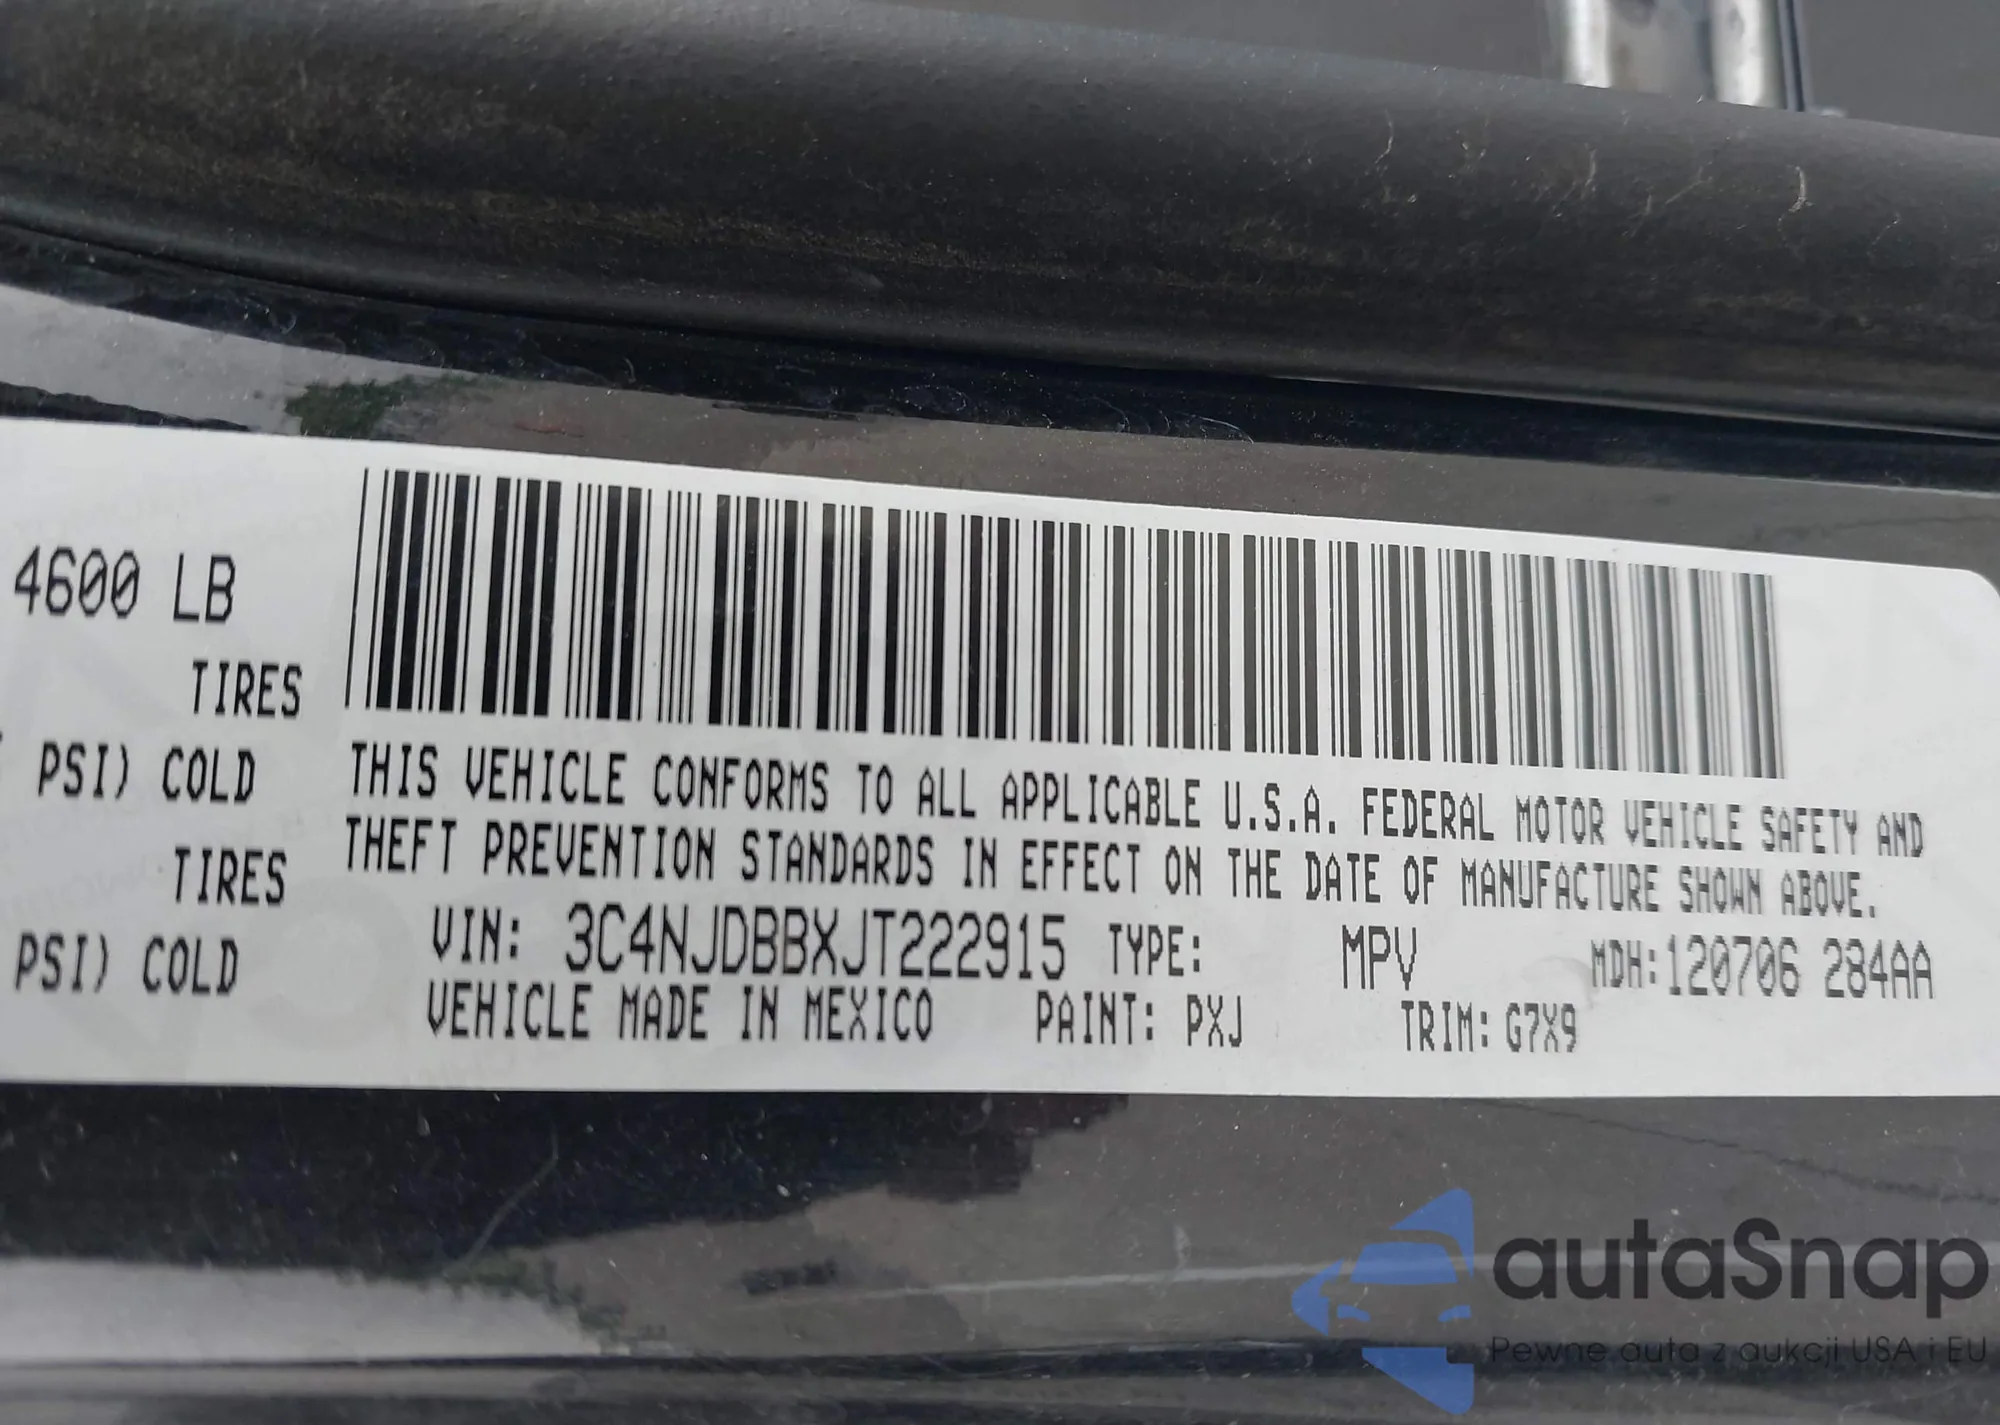 4600 LB
TIRES
PSI) COLD
TIRES
PSI) COLD
THIS VEHICLE CONFORMS TO ALL APPLICABLE U.S.A. FEDERAL MOTOR VEHICLE SAFETY AND
THEFT PREVENTION STANDARDS IN EFFECT ON THE DATE OF MANUFACTURE SHOWN ABOVE.
VIN: 3C4NJDBBXJT222915 TYPE: MPV MDH:120706 284AA
VEHICLE MADE IN MEXICO PAINT: PXJ TRIM: G7X9
autaSnap
Pewne auta z aukcji USA i EU